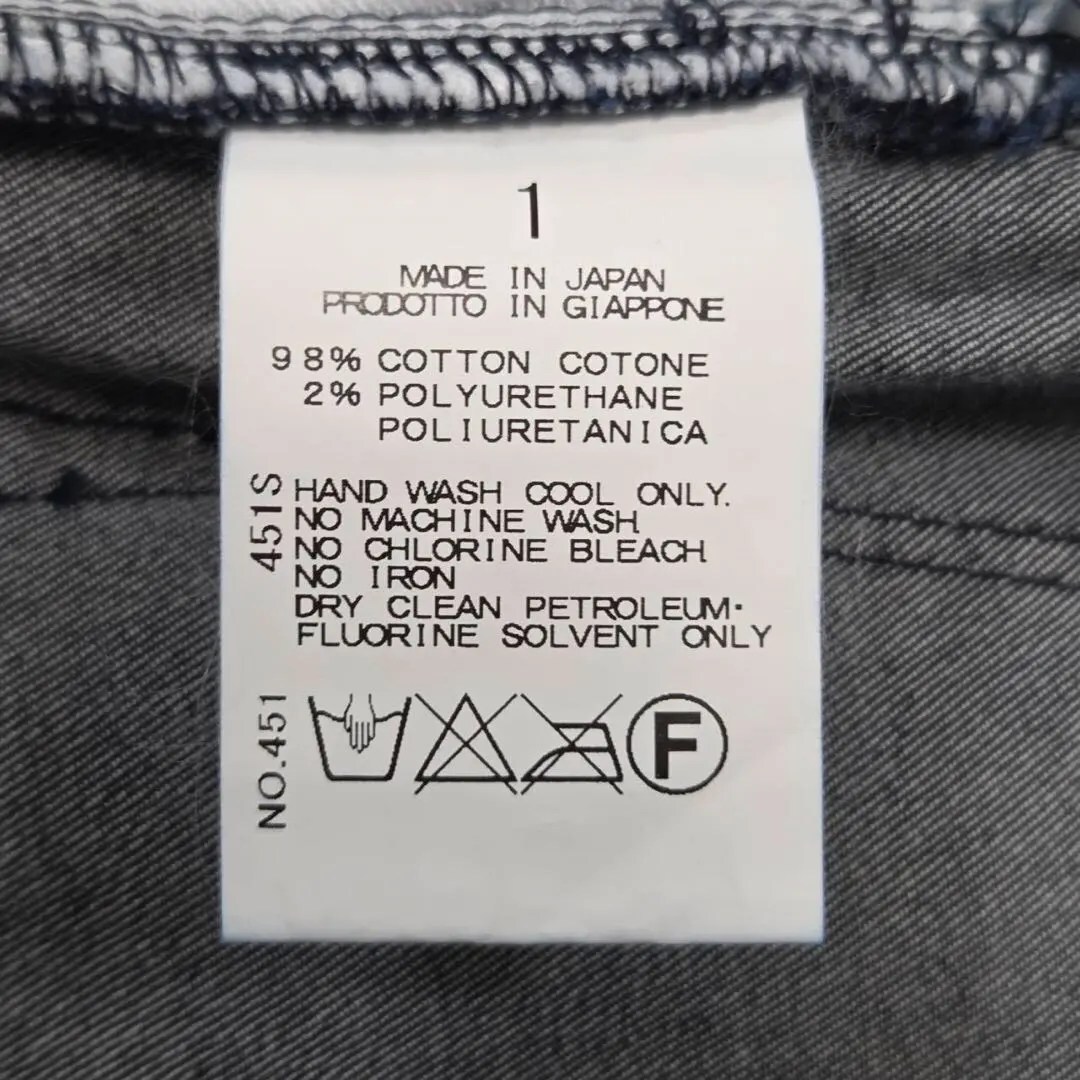 1
MADE IN JAPAN
PRODOTTO IN GIAPPONE
98% COTTON COTONE
2% POLYURETHANE
POLIURETANICA
HAND WASH COOL ONLY.
NO MACHINE WASH
NO CHLORINE BLEACH
NO IRON
DRY CLEAN PETROLEUM·
FLUORINE SOLVENT ONLY
451S
NO.451
F